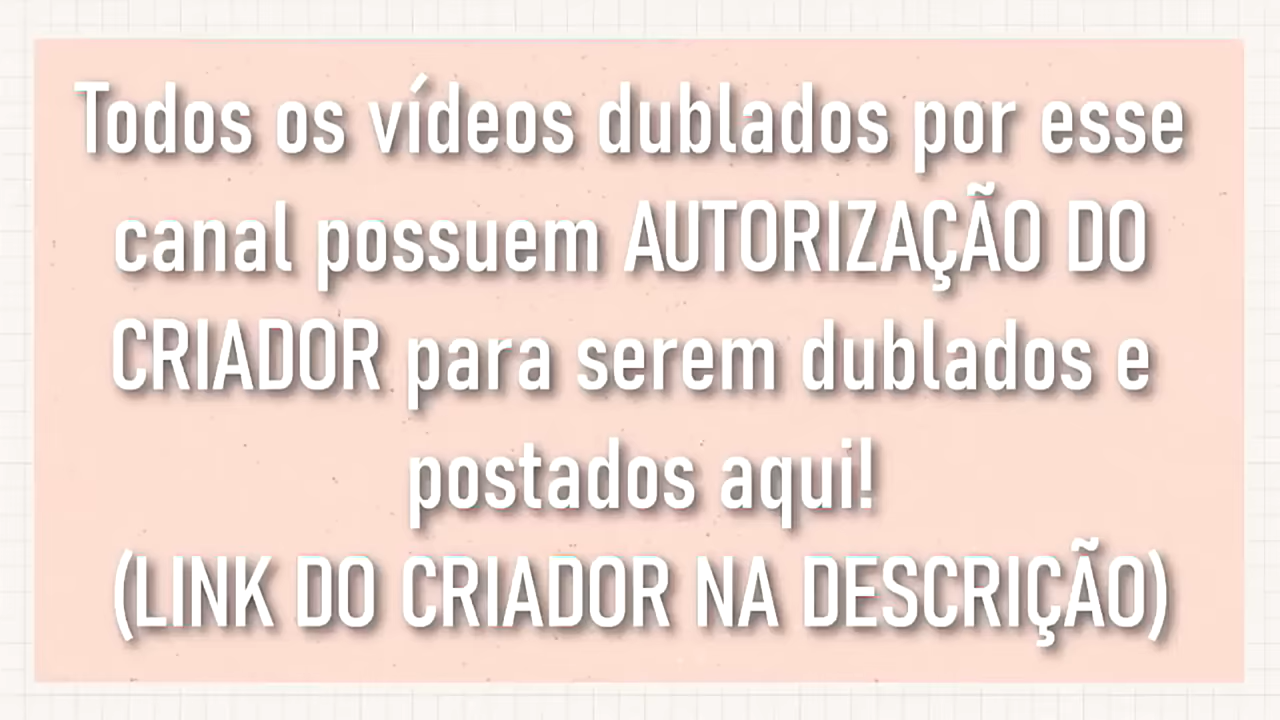 Todos os vídeos dublados por esse
canal possuem AUTORIZAÇÃO DO
CRIADOR para serem dublados e
postados aqui!
(LINK DO CRIADOR NA DESCRIÇÃO)